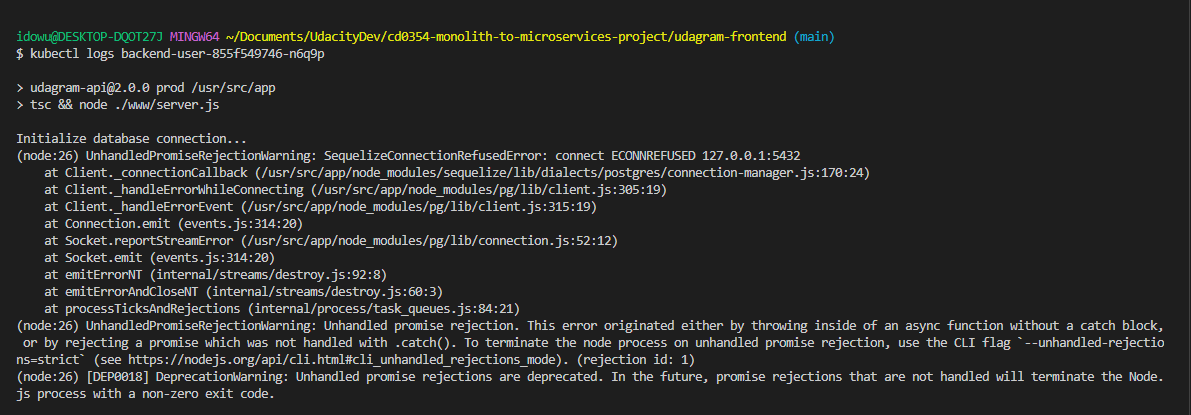 idowu@DESKTOP-DQOT27J MINGW64 ~/Documents/UdacityDev/cd0354-monolith-to-microservices-project/udagram-frontend (main)
$ kubectl logs backend-user-855f549746-n6q9p
> udagram-api@2.0.0 prod /usr/src/app
> tsc && node ./www/server.js
Initialize database connection...
(node:26) UnhandledPromiseRejectionWarning: SequelizeConnectionRefusedError: connect ECONNREFUSED 127.0.0.1:5432
    at Client._connectionCallback (/usr/src/app/node_modules/sequelize/lib/dialects/postgres/connection-manager.js:170:24)
    at Client._handleErrorWhileConnecting (/usr/src/app/node_modules/pg/lib/client.js:305:19)
    at Client._handleErrorEvent (/usr/src/app/node_modules/pg/lib/client.js:315:19)
    at Connection.emit (events.js:314:20)
    at Socket.reportStreamError (/usr/src/app/node_modules/pg/lib/connection.js:52:12)
    at Socket.emit (events.js:314:20)
    at emitErrorNT (internal/streams/destroy.js:92:8)
    at emitErrorAndCloseNT (internal/streams/destroy.js:60:3)
    at processTicksAndRejections (internal/process/task_queues.js:84:21)
(node:26) UnhandledPromiseRejectionWarning: Unhandled promise rejection. This error originated either by throwing inside of an async function without a catch block,
 or by rejecting a promise which was not handled with .catch(). To terminate the node process on unhandled promise rejection, use the CLI flag `--unhandled-rejectio
ns=strict` (see https://nodejs.org/api/cli.html#cli_unhandled_rejections_mode). (rejection id: 1)
(node:26) [DEP0018] DeprecationWarning: Unhandled promise rejections are deprecated. In the future, promise rejections that are not handled will terminate the Node.
js process with a non-zero exit code.